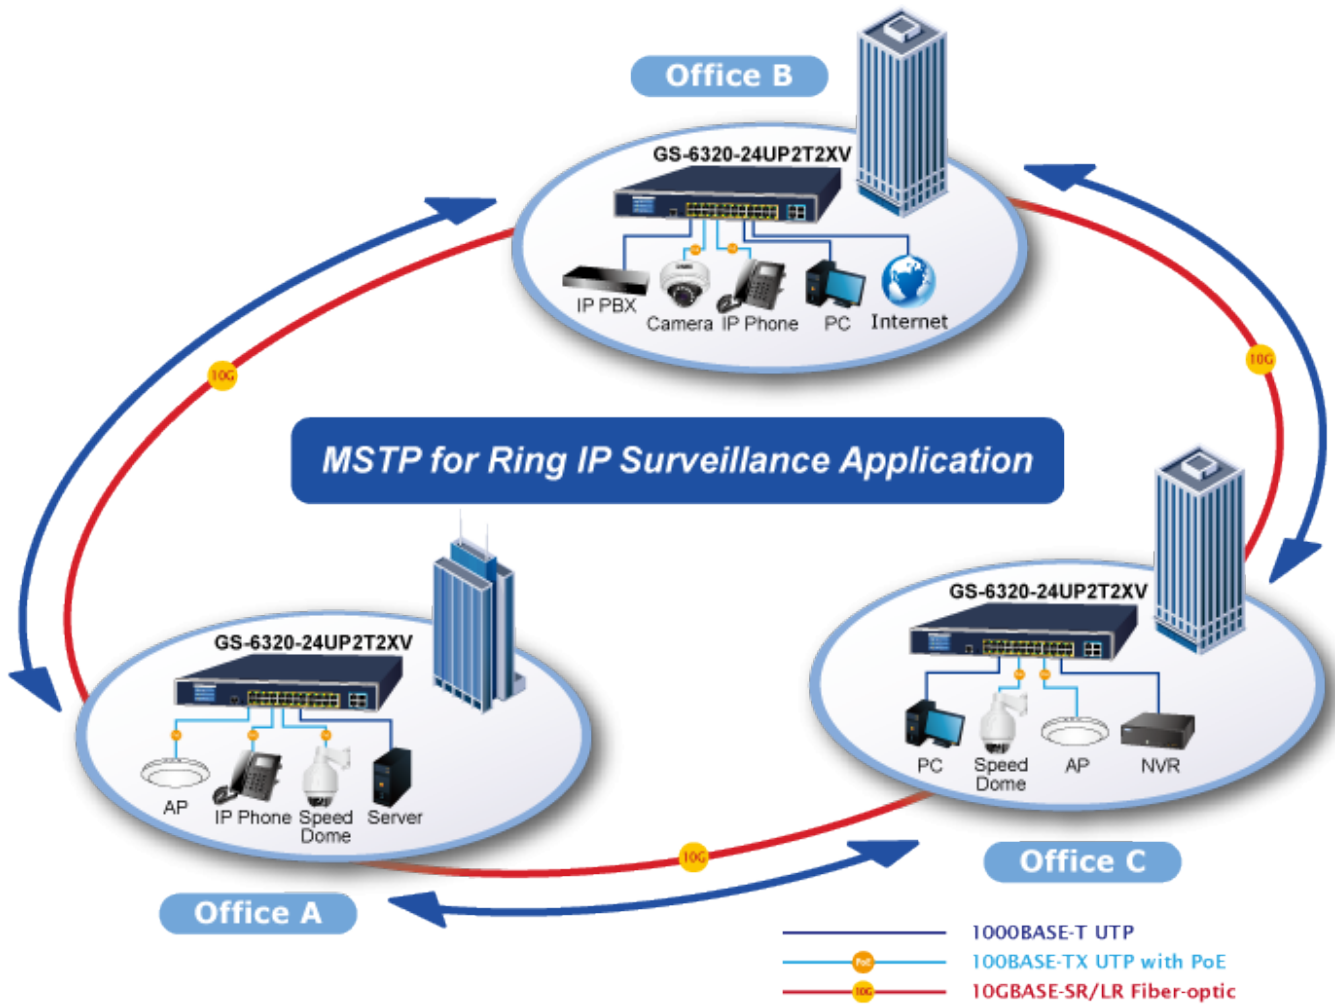 Office B
GS-6320-24UP2T2XV
IP PBX
Camera
IP Phone
PC
Internet
10G
10G
MSTP for Ring IP Surveillance Application
GS-6320-24UP2T2XV
AP
IP Phone
Speed
Dome
Server
GS-6320-24UP2T2XV
PC
Speed
Dome
AP
NVR
10G
Office A
Office C
1000BASE-T UTP
PoE
100BASE-TX UTP with PoE
10G
10GBASE-SR/LR Fiber-optic